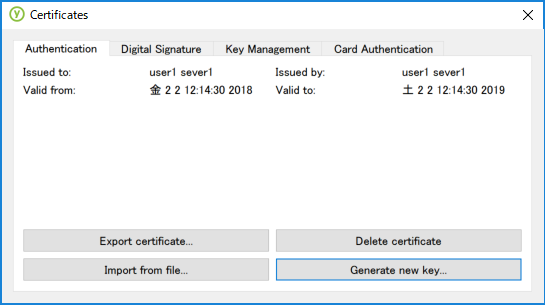 Certificates
Authentication Digital Signature Key Management Card Authentication
Issued to: user1 sever1 Issued by: user1 sever1
Valid from: 金 2 2 12:14:30 2018 Valid to: 土 2 2 12:14:30 2019
Export certificate... Delete certificate
Import from file... Generate new key...